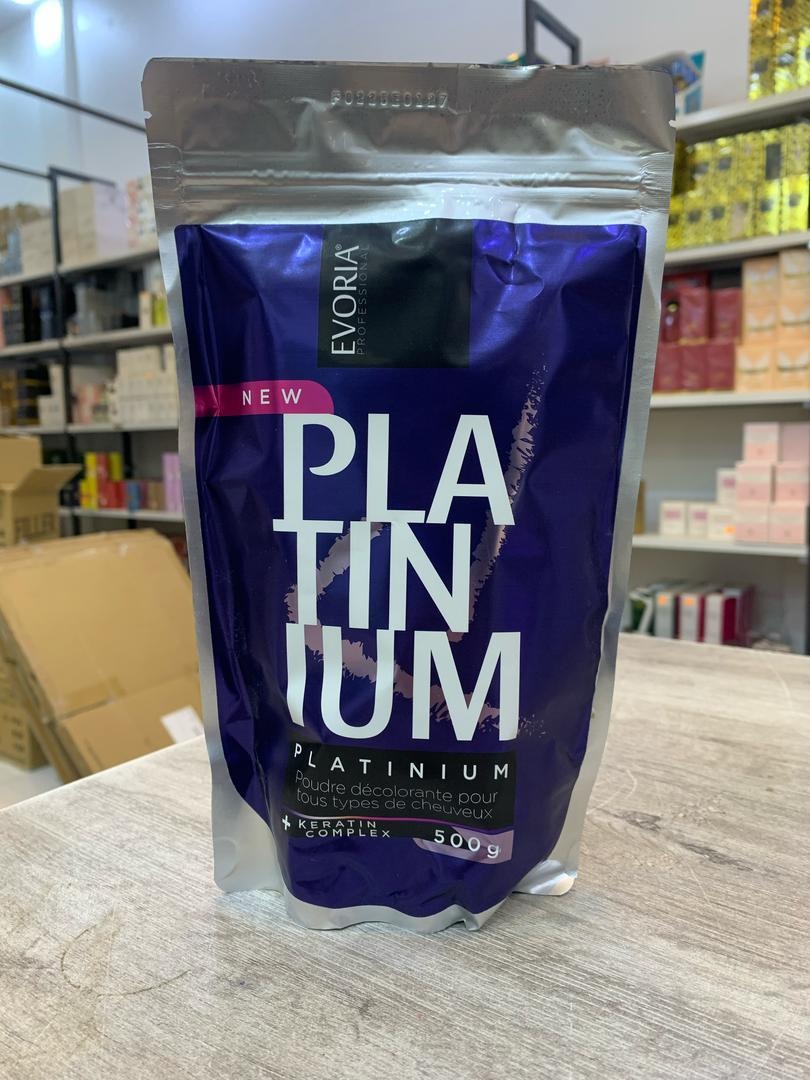 EVORIA®
PROFESSIONAL
NEW
PLA
TIN
IUM
PLATINIUM
Poudre décolorante pour
tous types de cheuveux
+ KERATIN
COMPLEX
500g